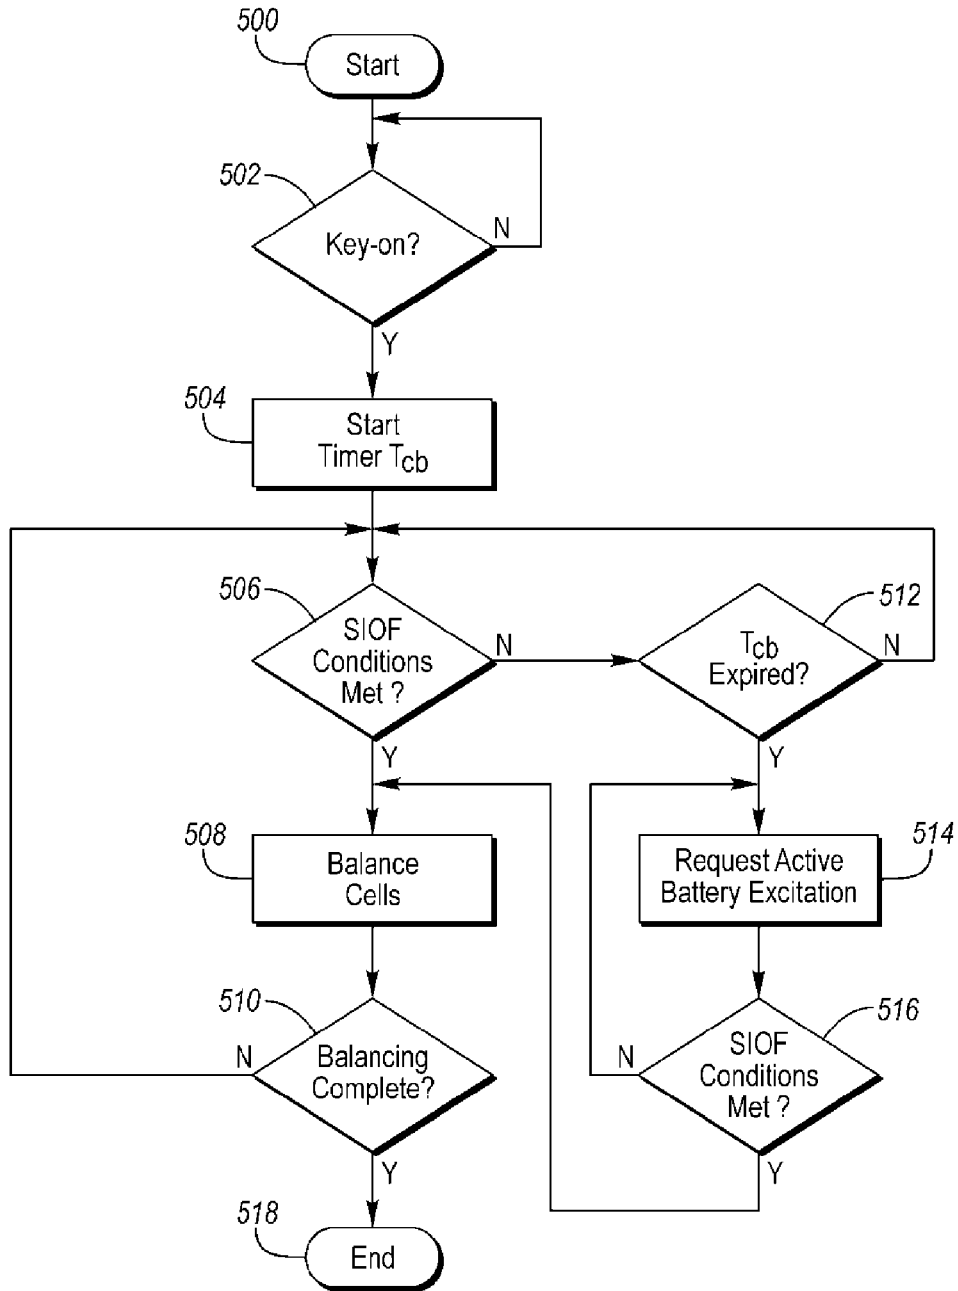 500
Start
502
Key-on?
N
Y
504
Start
Timer Tcb
506
SIOF
Conditions
Met ?
N
Y
512
Tcb
Expired?
N
Y
508
Balance
Cells
514
Request Active
Battery Excitation
510
Balancing
Complete?
N
Y
516
SIOF
Conditions
Met ?
N
Y
518
End